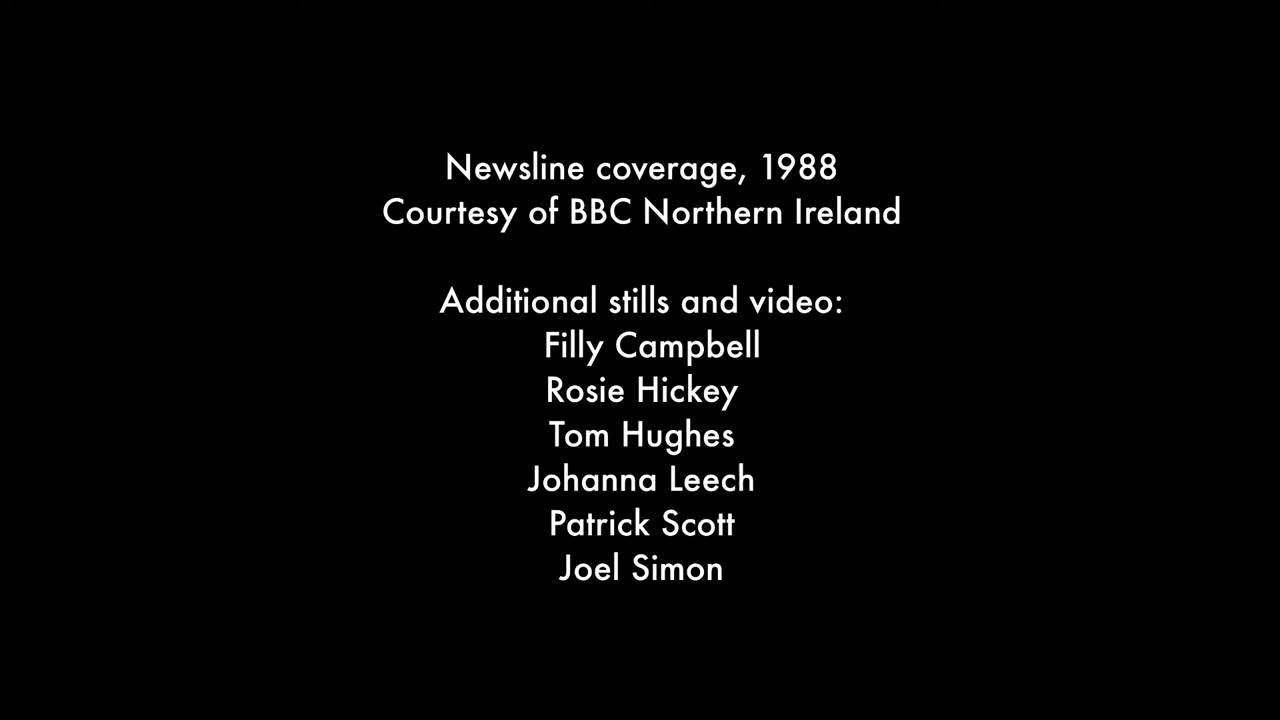 Newsline coverage, 1988
Courtesy of BBC Northern Ireland
Additional stills and video:
Filly Campbell
Rosie Hickey
Tom Hughes
Johanna Leech
Patrick Scott
Joel Simon